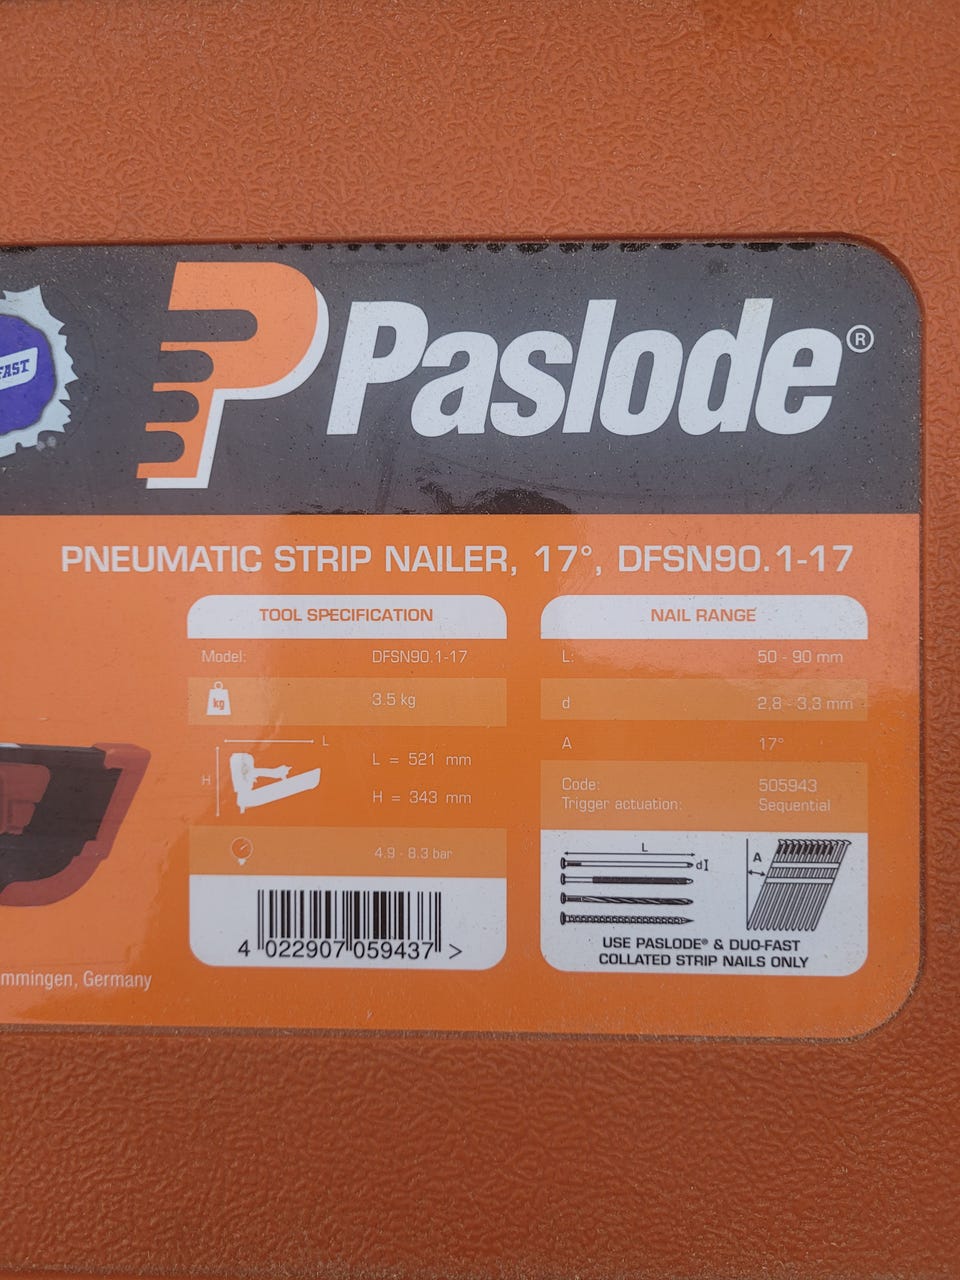 FAST
Paslode®
PNEUMATIC STRIP NAILER, 17°, DFSN90.1-17
TOOL SPECIFICATION
Model: DFSN90.1-17
kg 3.5 kg
L
H
L = 521 mm
H = 343 mm
4.9 - 8.3 bar
4 022907 059437 >
NAIL RANGE
L: 50 - 90 mm
d 2,8 - 3,3 mm
A 17°
Code: 505943
Trigger actuation: Sequential
L
d
A
USE PASLODE® & DUO-FAST
COLLATED STRIP NAILS ONLY
mmingen, Germany